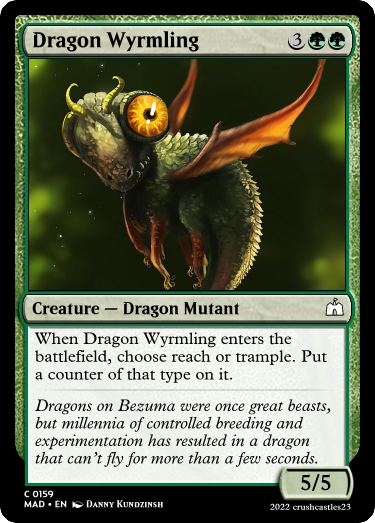 Dragon Wyrmling 3
Creature — Dragon Mutant
When Dragon Wyrmling enters the
battlefield, choose reach or trample. Put
a counter of that type on it.
Dragons on Bezuma were once great beasts,
but millennia of controlled breeding and
experimentation has resulted in a dragon
that can't fly for more than a few seconds.
5/5
C 0159
MAD • EN Danny Kundzinsh
2022 crushcastles23